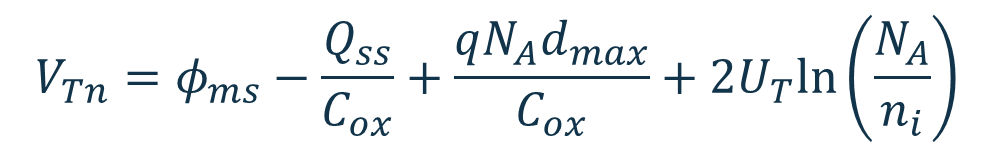 V_{Tn} = ϕ_{ms} − \frac{Q_{ss}}{C_{ox}} + \frac{qN_A d_{max}}{C_{ox}} + 2U_T \ln\left(\frac{N_A}{n_i}\right)